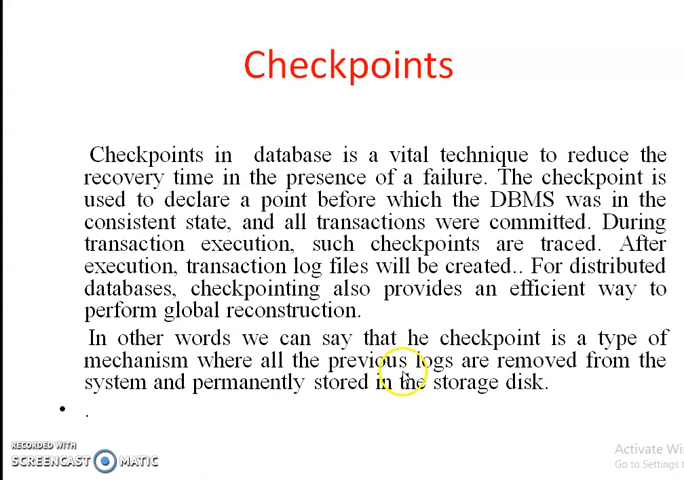 Checkpoints
Checkpoints in database is a vital technique to reduce the
recovery time in the presence of a failure. The checkpoint is
used to declare a point before which the DBMS was in the
consistent state, and all transactions were committed. During
transaction execution, such checkpoints are traced. After
execution, transaction log files will be created.. For distributed
databases, checkpointing also provides an efficient way to
perform global reconstruction.
In other words we can say that he checkpoint is a type of
mechanism where all the previous logs are removed from the
system and permanently stored in the storage disk.
• .
RECORDED WITH
SCREENCAST MATIC
Activate Wi
Go to Settings t